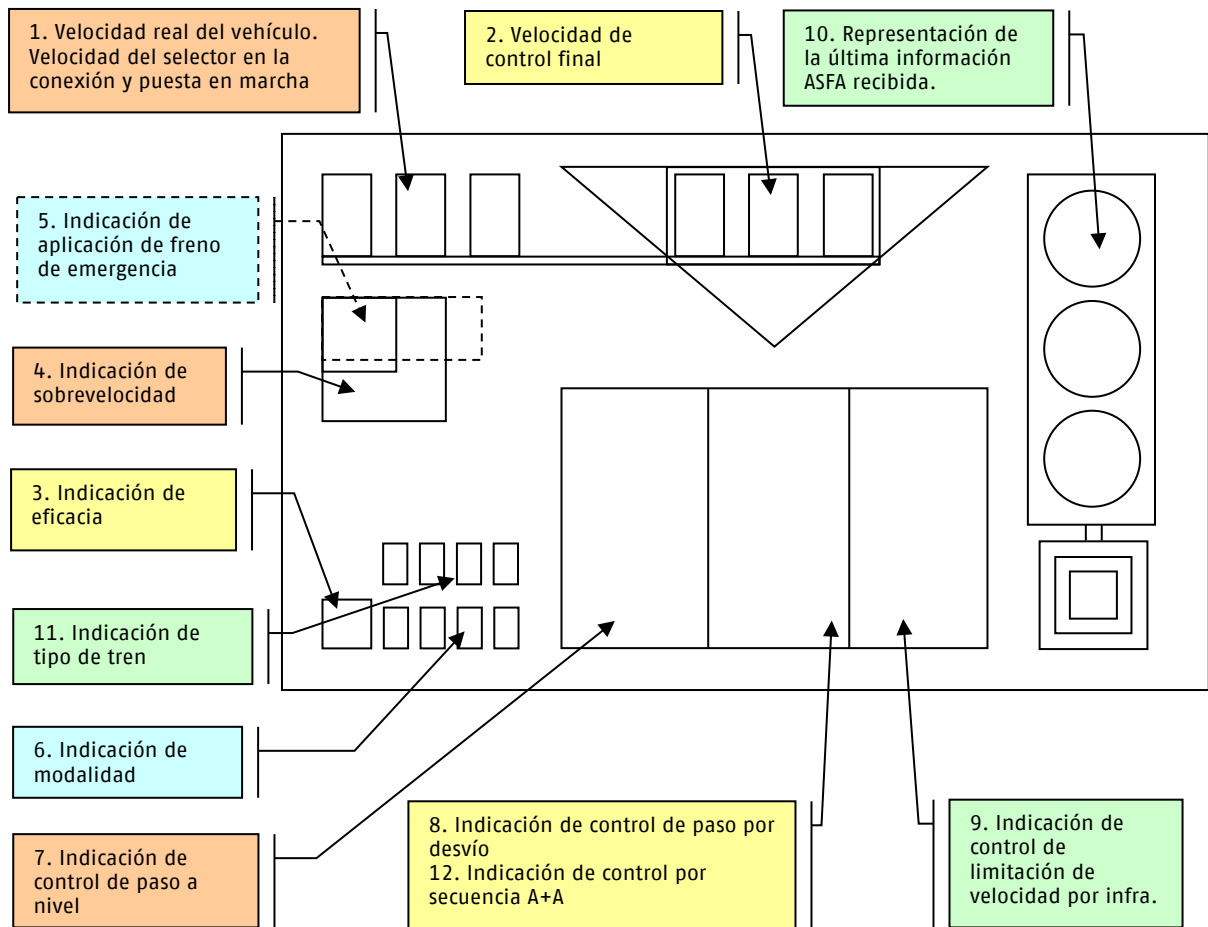 1. Velocidad real del vehículo.
Velocidad del selector en la
conexión y puesta en marcha
2. Velocidad de
control final
10. Representación de
la última información
ASFA recibida.
5. Indicación de
aplicación de freno
de emergencia
4. Indicación de
sobrevelocidad
3. Indicación de
eficacia
11. Indicación de
tipo de tren
6. Indicación de
modalidad
7. Indicación de
control de paso a
nivel
8. Indicación de control de paso por
desvío
12. Indicación de control por
secuencia A+A
9. Indicación de
control de
limitación de
velocidad por infra.